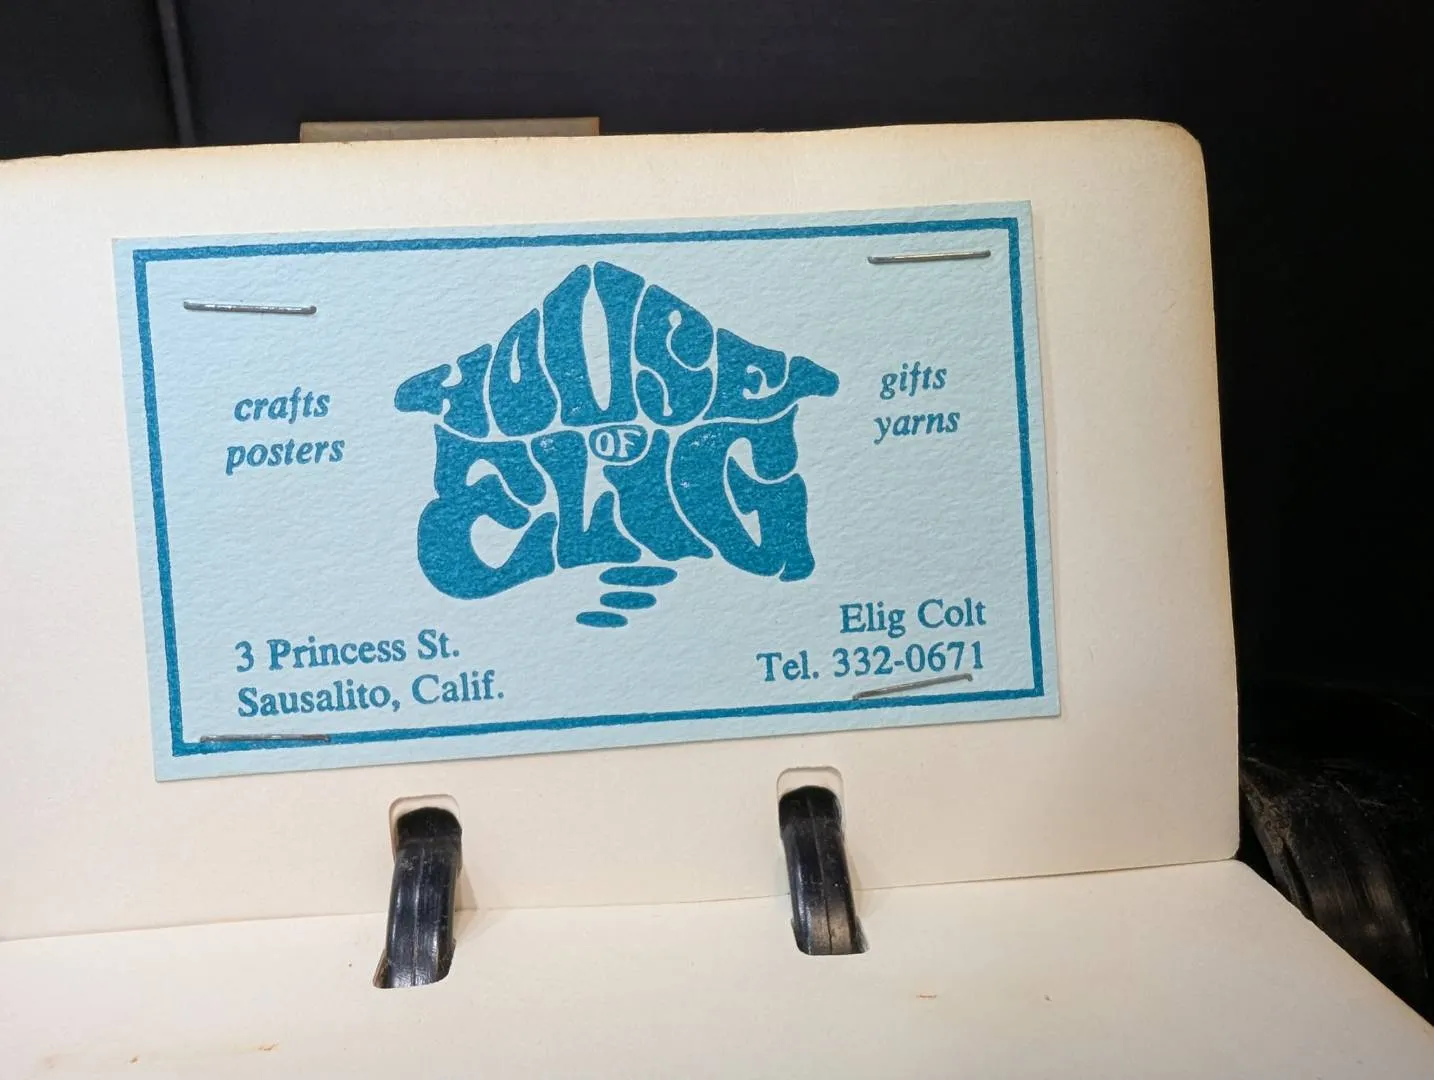 HOUSE
OF
ELIG
crafts
posters
gifts
yarns
3 Princess St.
Sausalito, Calif.
Elig Colt
Tel. 332-0671